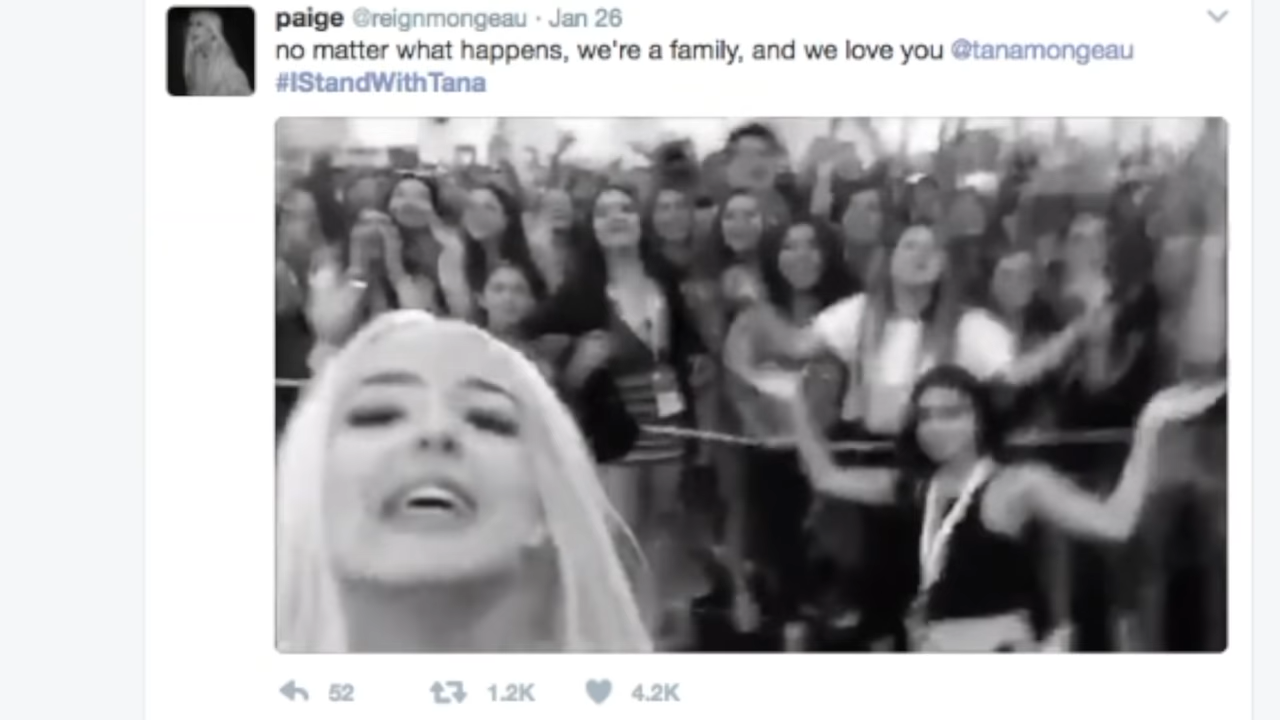 paige @reignmongeau · Jan 26
no matter what happens, we're a family, and we love you @tanamongeau
#IStandWithTana
52 1.2K 4.2K